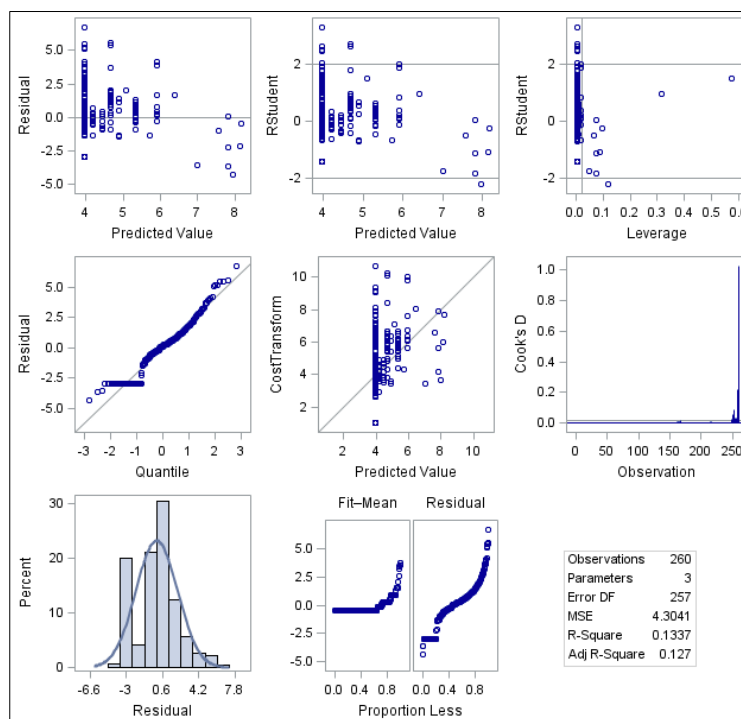 Residual
5.0
2.5
0.0
-2.5
-5.0
4 5 6 7 8
Predicted Value
RStudent
2
0
-2
4 5 6 7 8
Predicted Value
RStudent
2
0
-2
0.0 0.2 0.4
Leverage
Residual
5.0
2.5
0.0
-2.5
-5.0
-3 -2 -1 0 1 2 3
Quantile
CostTransform
10
8
6
4
2
2 4 6 8 10
Predicted Value
Cook's D
1.0
0.8
0.6
0.4
0.2
0.0
0 50 100 150 200
Observation
Percent
30
20
10
0
-6.6 -3 0.6 4.2 7.8
Residual
Fit–Mean Residual
5.0
2.5
0.0
-2.5
-5.0
0.0 0.4 0.8 0.0 0.4 0.8
Proportion Less
Observations 260
Parameters 3
Error DF 257
MSE 4.3041
R-Square 0.1337
Adj R-Square 0.127